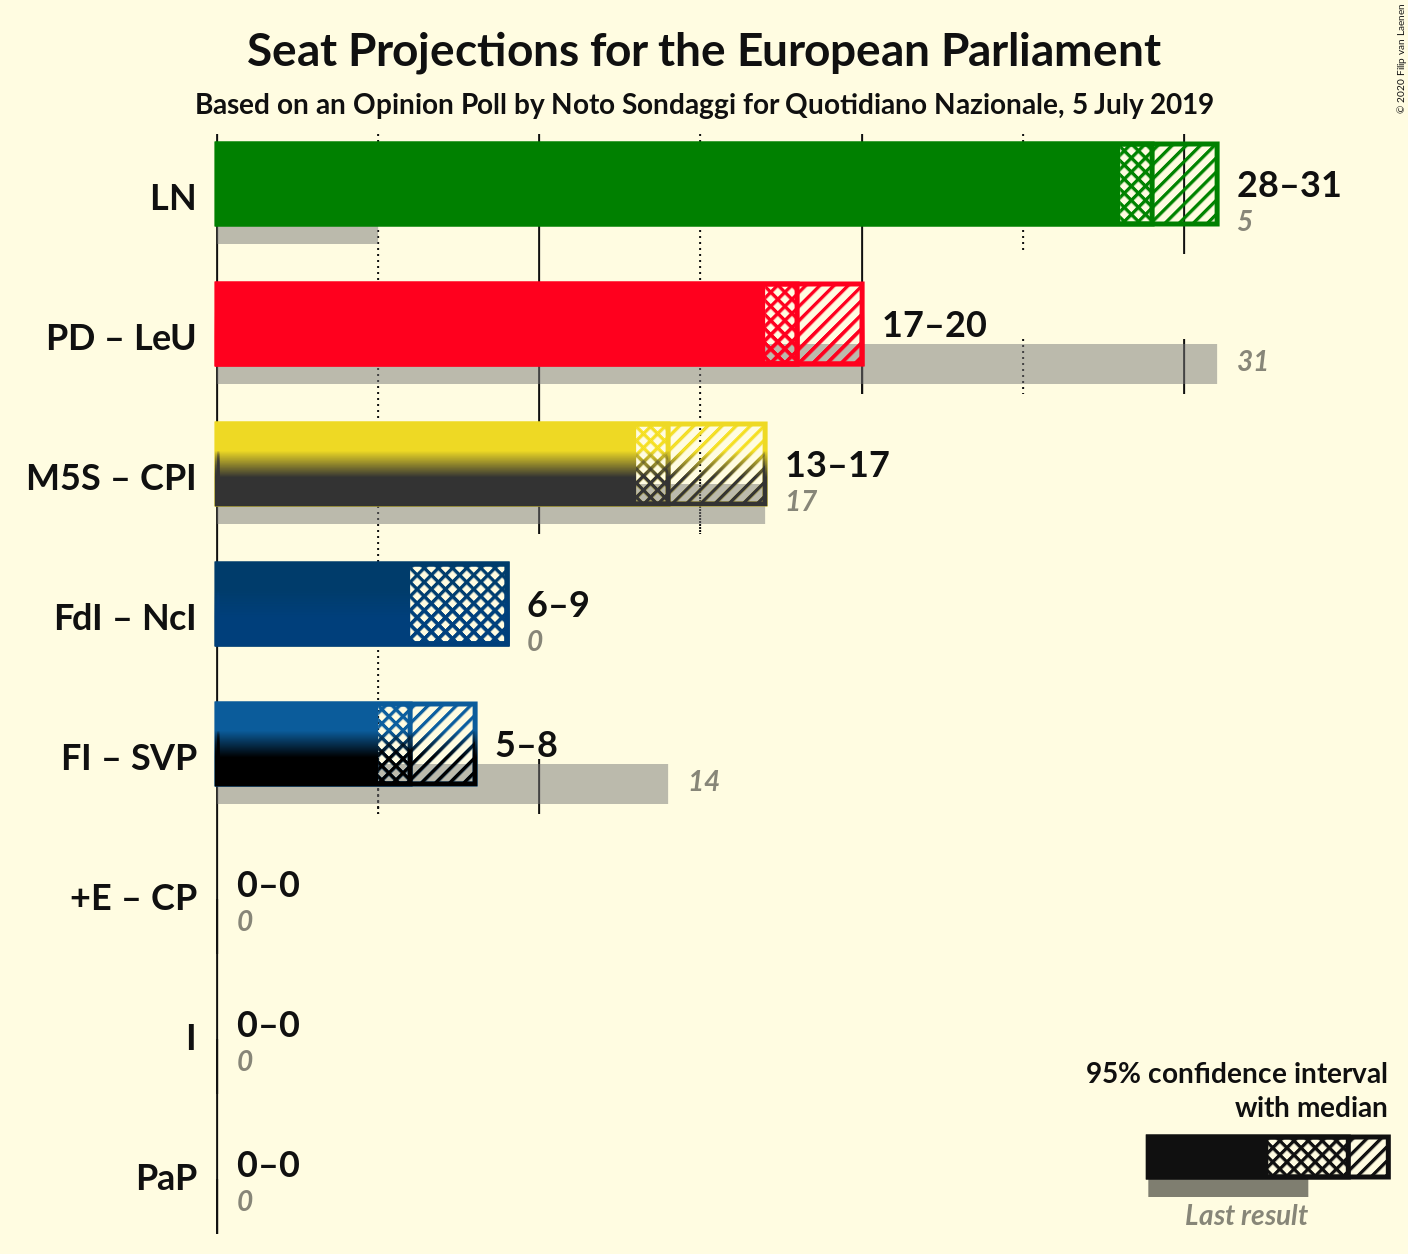 © 2020 Filip van Laenen
Seat Projections for the European Parliament
Based on an Opinion Poll by Noto Sondaggi for Quotidiano Nazionale, 5 July 2019
LN
28–31
5
PD – LeU
17–20
31
M5S – CPI
13–17
17
FdI – NcI
6–9
0
FI – SVP
5–8
14
+E – CP
0–0
0
I
0–0
0
PaP
0–0
0
95% confidence interval
with median
Last result